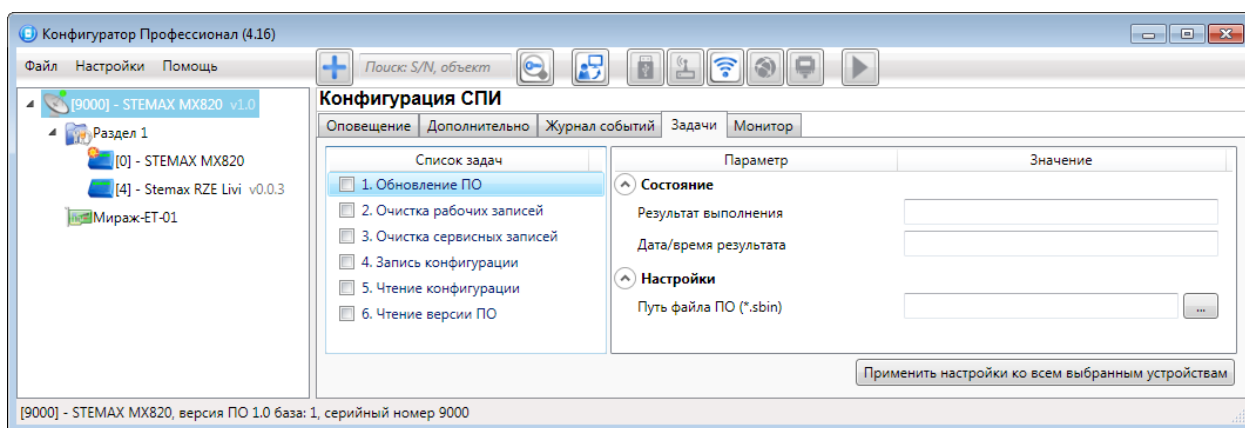 Конфигуратор Профессионал (4.16)
Файл Настройки Помощь
Поиск: S/N, объект
[9000] - STEMAX MX820 v1.0
Раздел 1
[0] - STEMAX MX820
[4] - Stemax RZE Livi v0.0.3
Мираж-ET-01
Конфигурация СПИ
Оповещение Дополнительно Журнал событий Задачи Монитор
Список задач
1. Обновление ПО
2. Очистка рабочих записей
3. Очистка сервисных записей
4. Запись конфигурации
5. Чтение конфигурации
6. Чтение версии ПО
Параметр Значение
Состояние
Результат выполнения
Дата/время результата
Настройки
Путь файла ПО (*.sbin) ...
Применить настройки ко всем выбранным устройствам
[9000] - STEMAX MX820, версия ПО 1.0 база: 1, серийный номер 9000